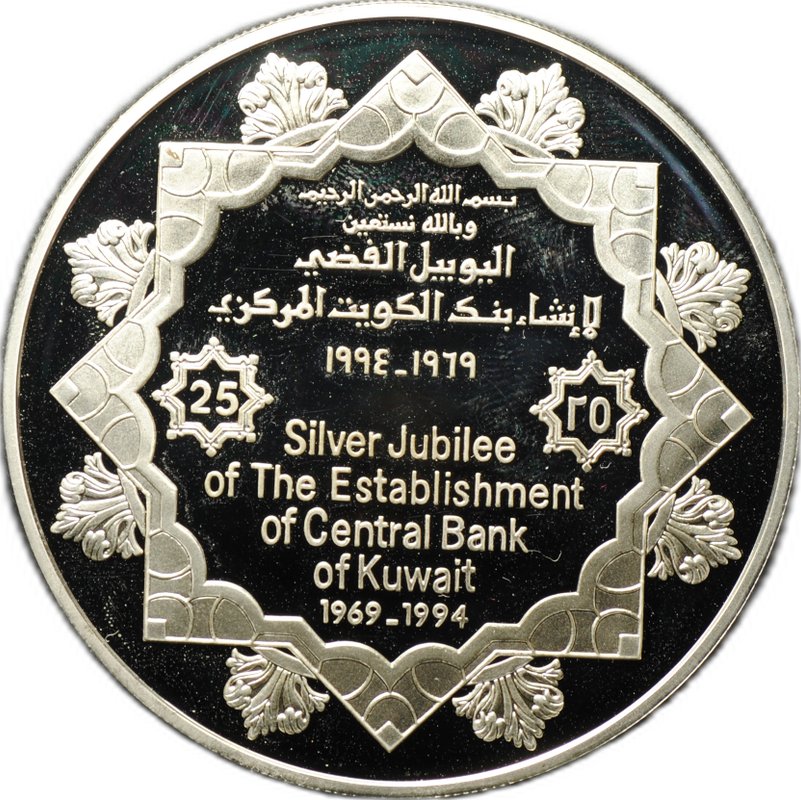 بسم الله الرحمن الرحيم
وبالله نستعين
اليوبيل الفضي
لإنشاء بنك الكويت المركزي
١٩٦٩-١٩٩٤
25
٢٥
Silver Jubilee
of The Establishment
of Central Bank
of Kuwait
1969-1994